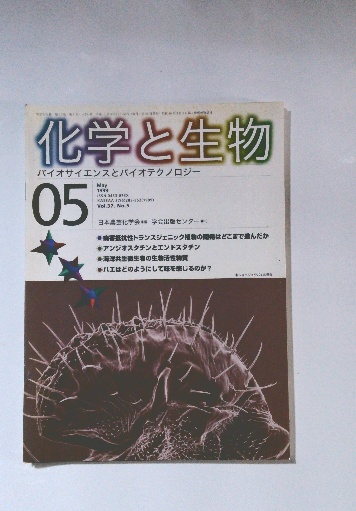 化学と生物
バイオサイエンスとバイオテクノロジー
05
May
1999
Vol.37, No.5
日本農芸化学会 学会出版センター
病害抵抗性トランスジェニック植物の開発はどこまで進んだか
アンジオスタチンとエンドスタチン
海洋共生微生物の生物活性物質
ハエはどのようにして味を感じるのか?